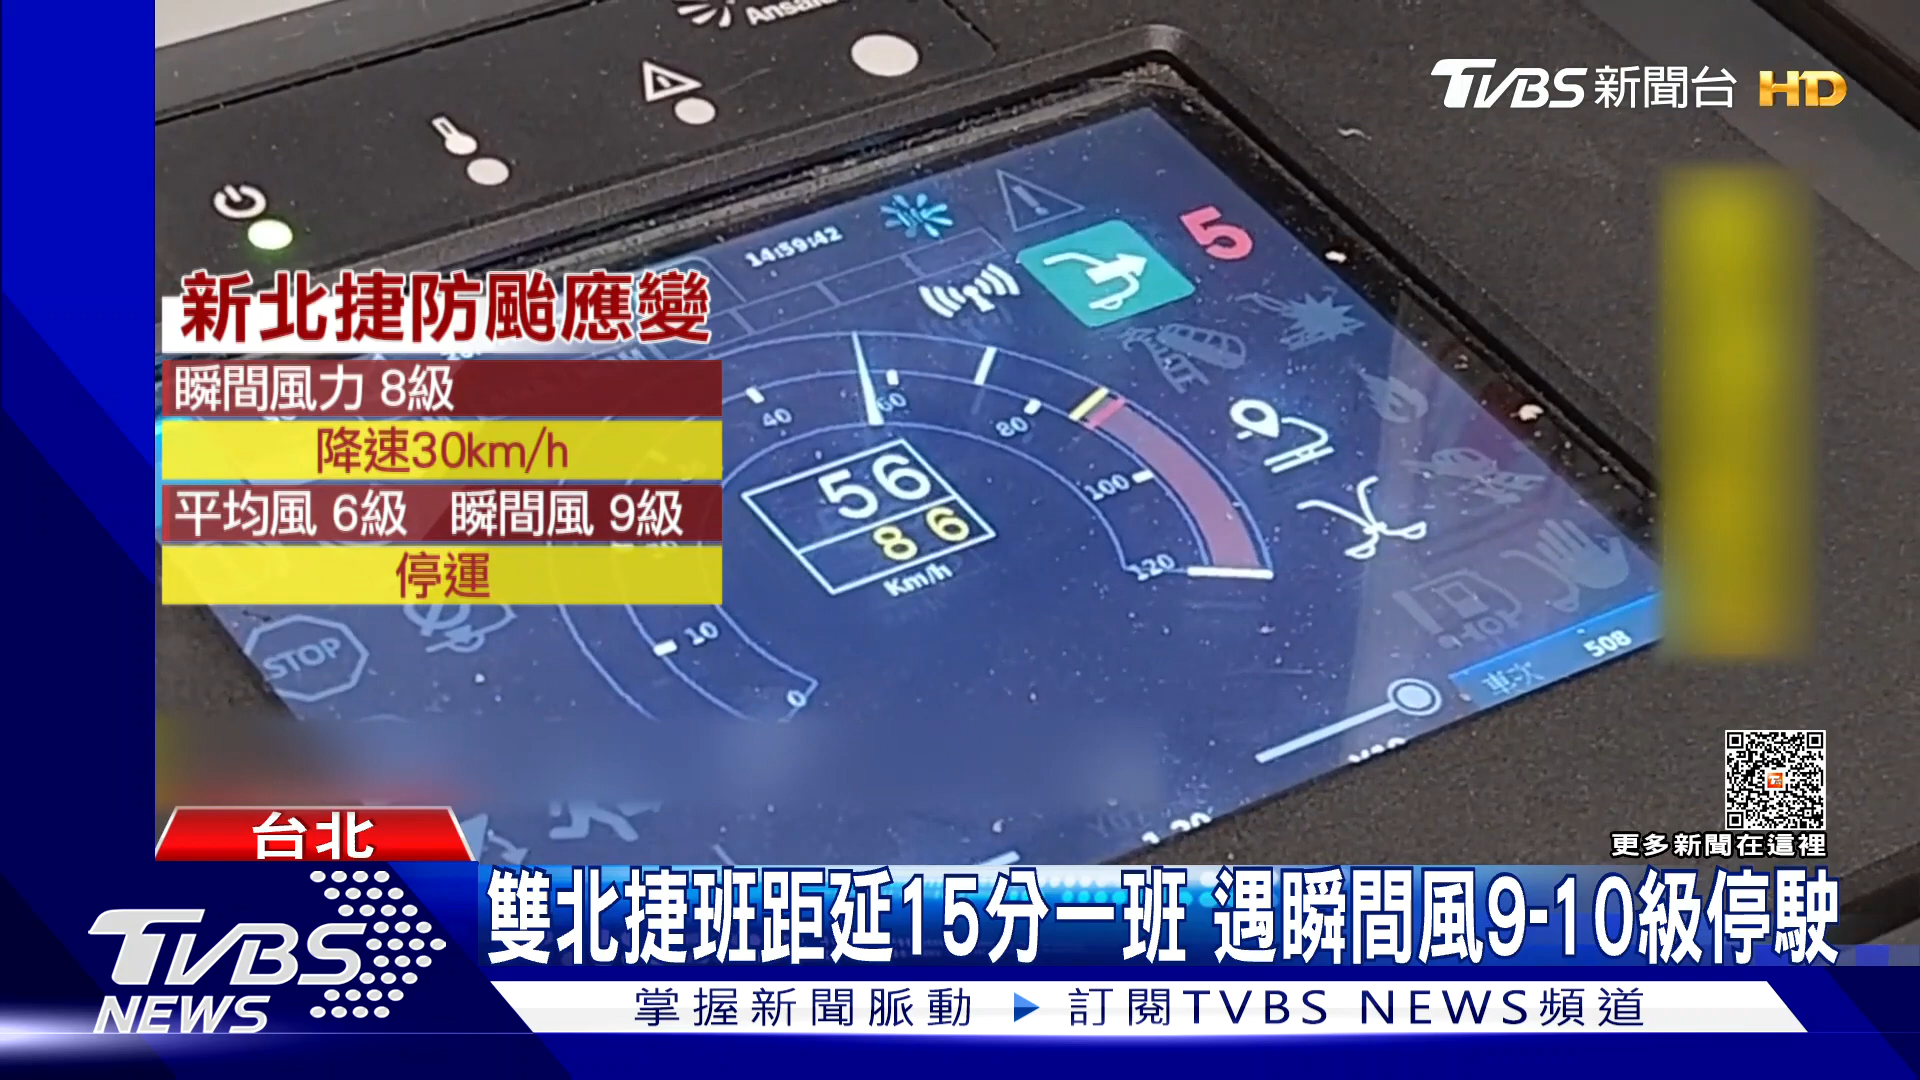 TVBS新聞台 HD
14:59:42
5
新北捷防颱應變
瞬間風力 8級
降速30km/h
平均風 6級 瞬間風 9級
停運
40
60
80
100
120
56
86
Km/h
10
0
STOP
508
車次
更多新聞在這裡
台北
雙北捷班距延15分一班 遇瞬間風9-10級停駛
TVBS NEWS
掌握新聞脈動 ▶ 訂閱TVBS NEWS頻道